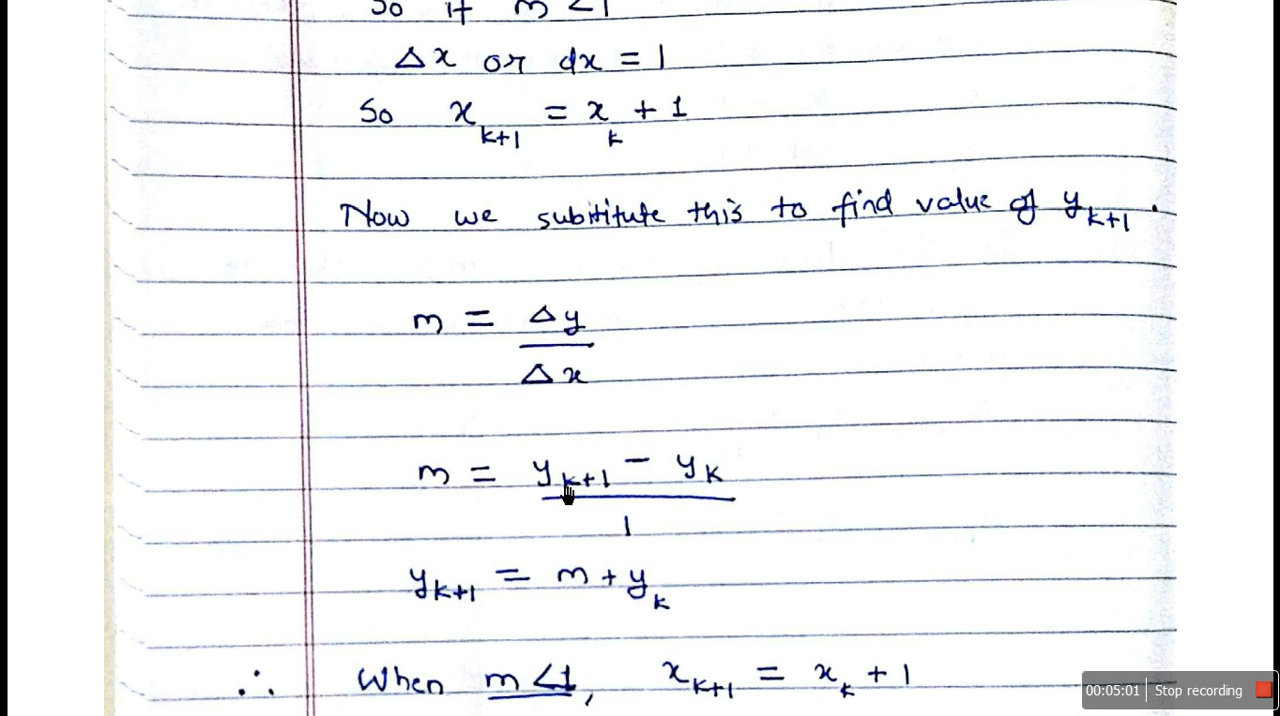 So if m < 1
Δx or dx = 1
So x_{k+1} = x_k + 1
Now we subititute this to find value of y_{k+1}.
m = Δy / Δx
m = y_{k+1} - y_k / 1
y_{k+1} = m + y_k
∴ When m < 1, x_{k+1} = x_k + 1
00:05:01 Stop recording